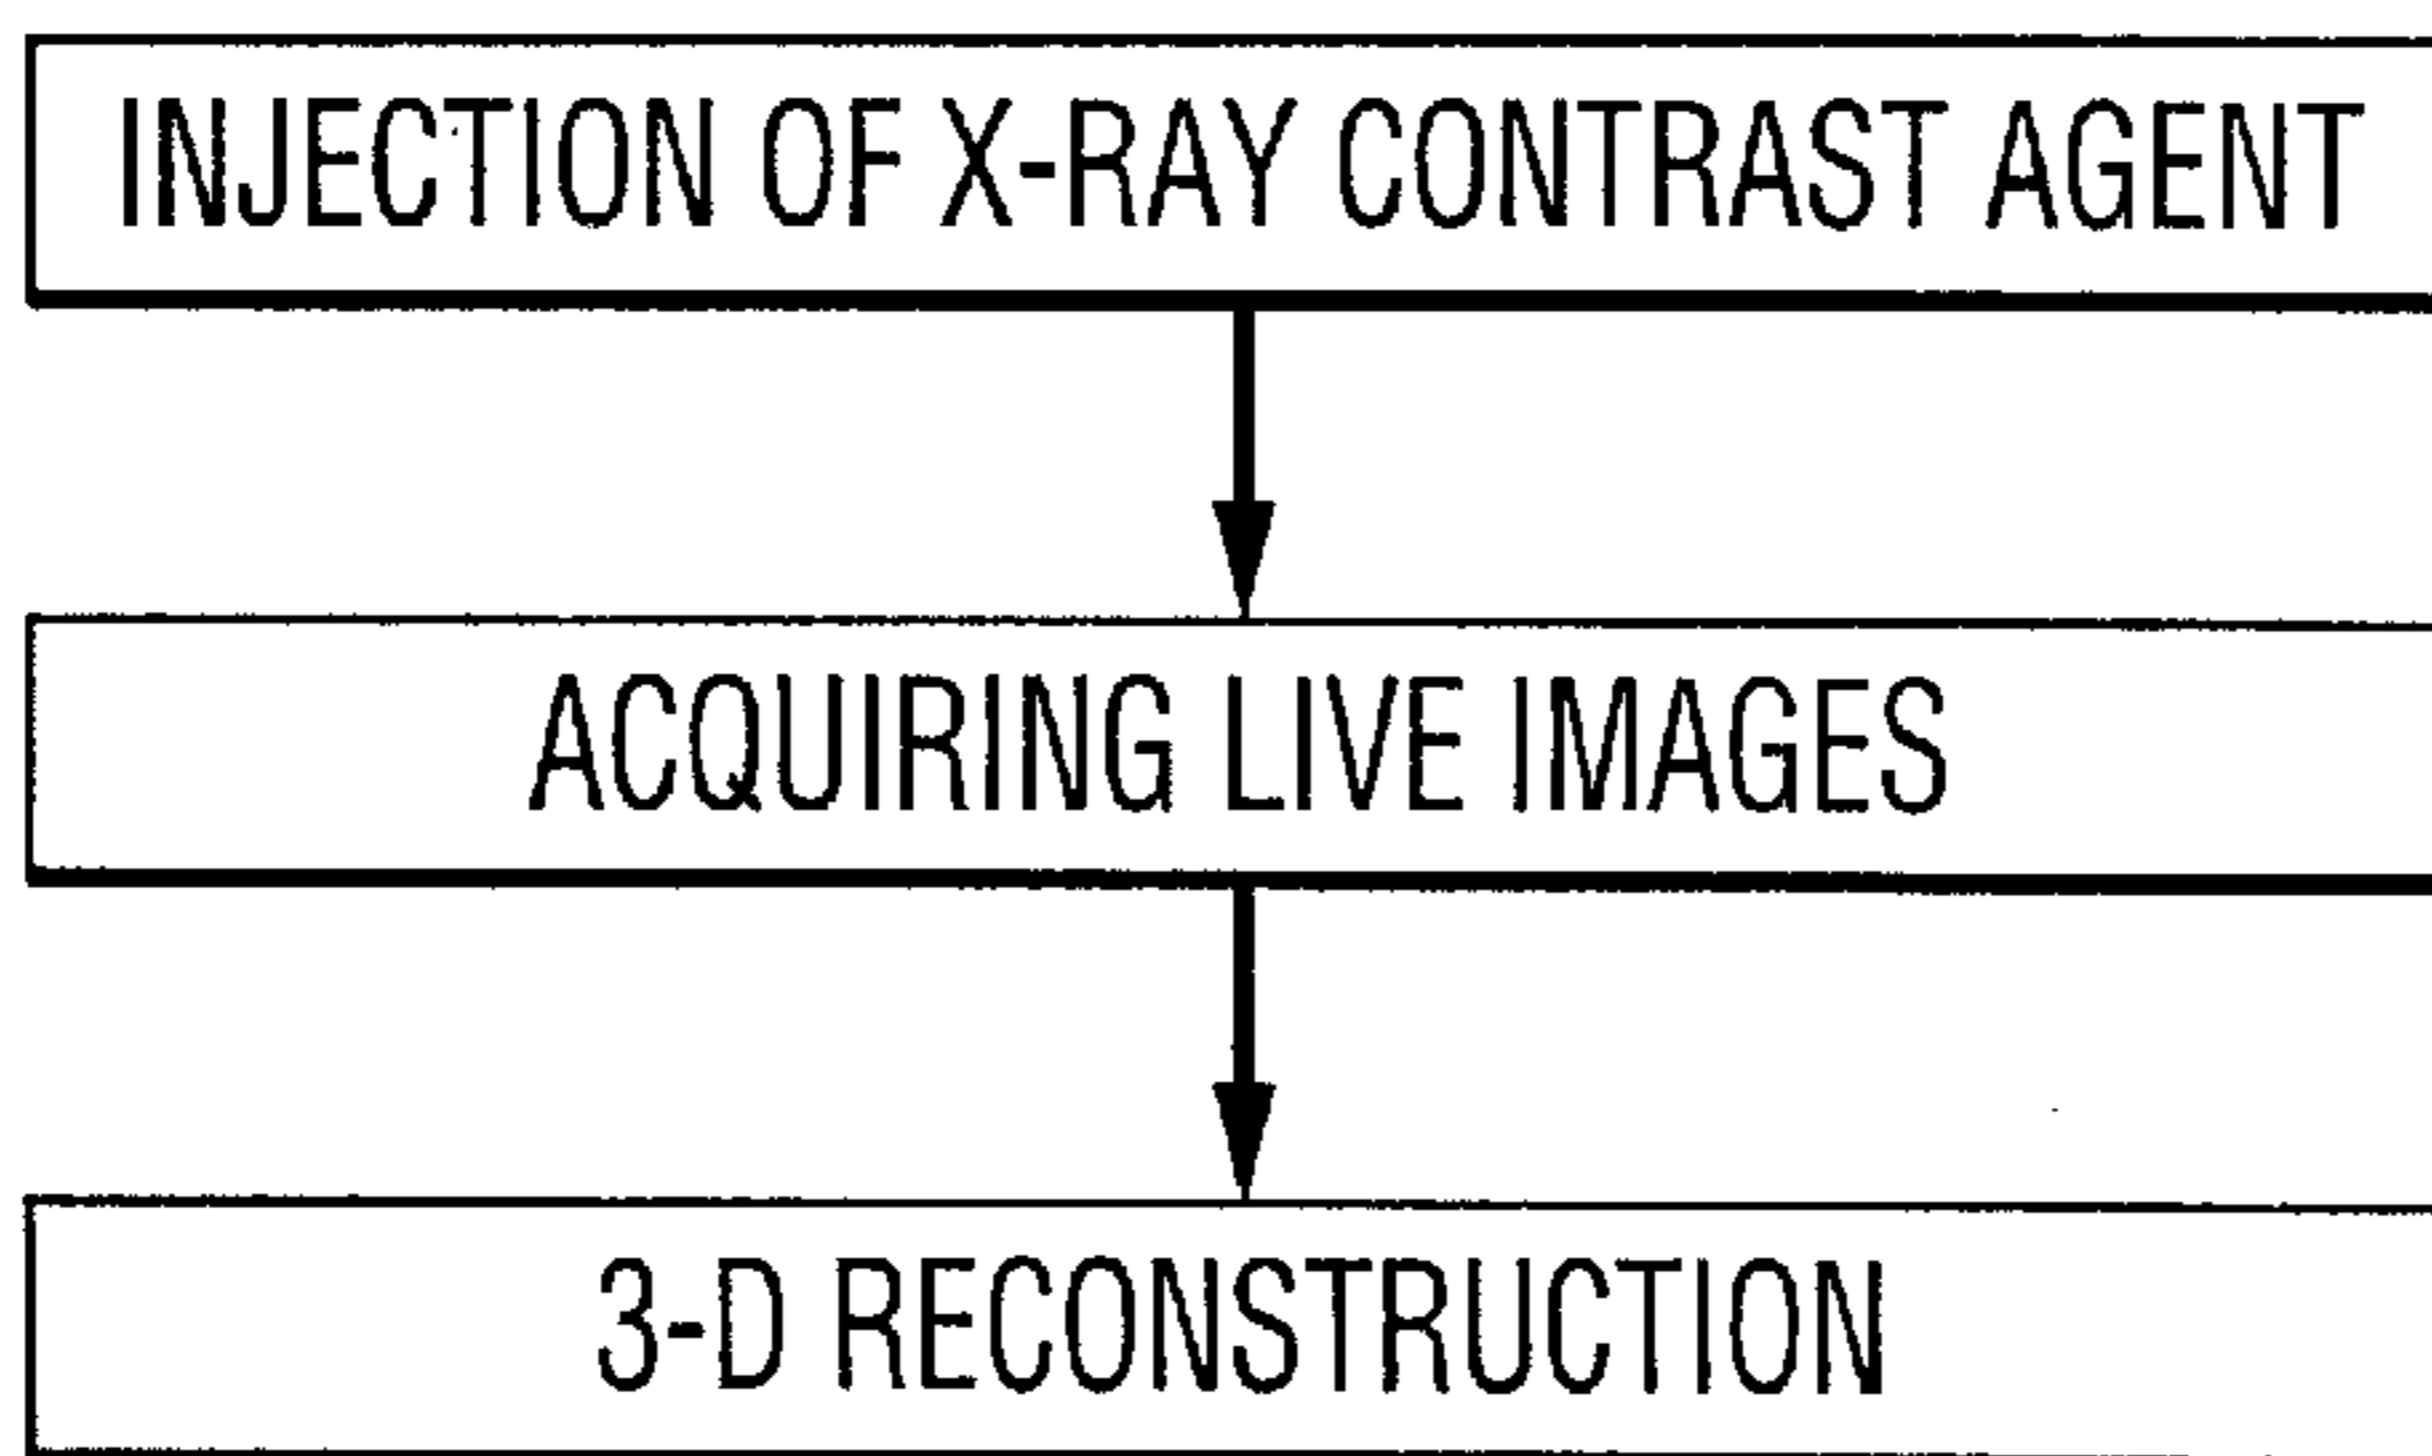 INJECTION OF X-RAY CONTRAST AGENT
ACQUIRING LIVE IMAGES
3-D RECONSTRUCTION